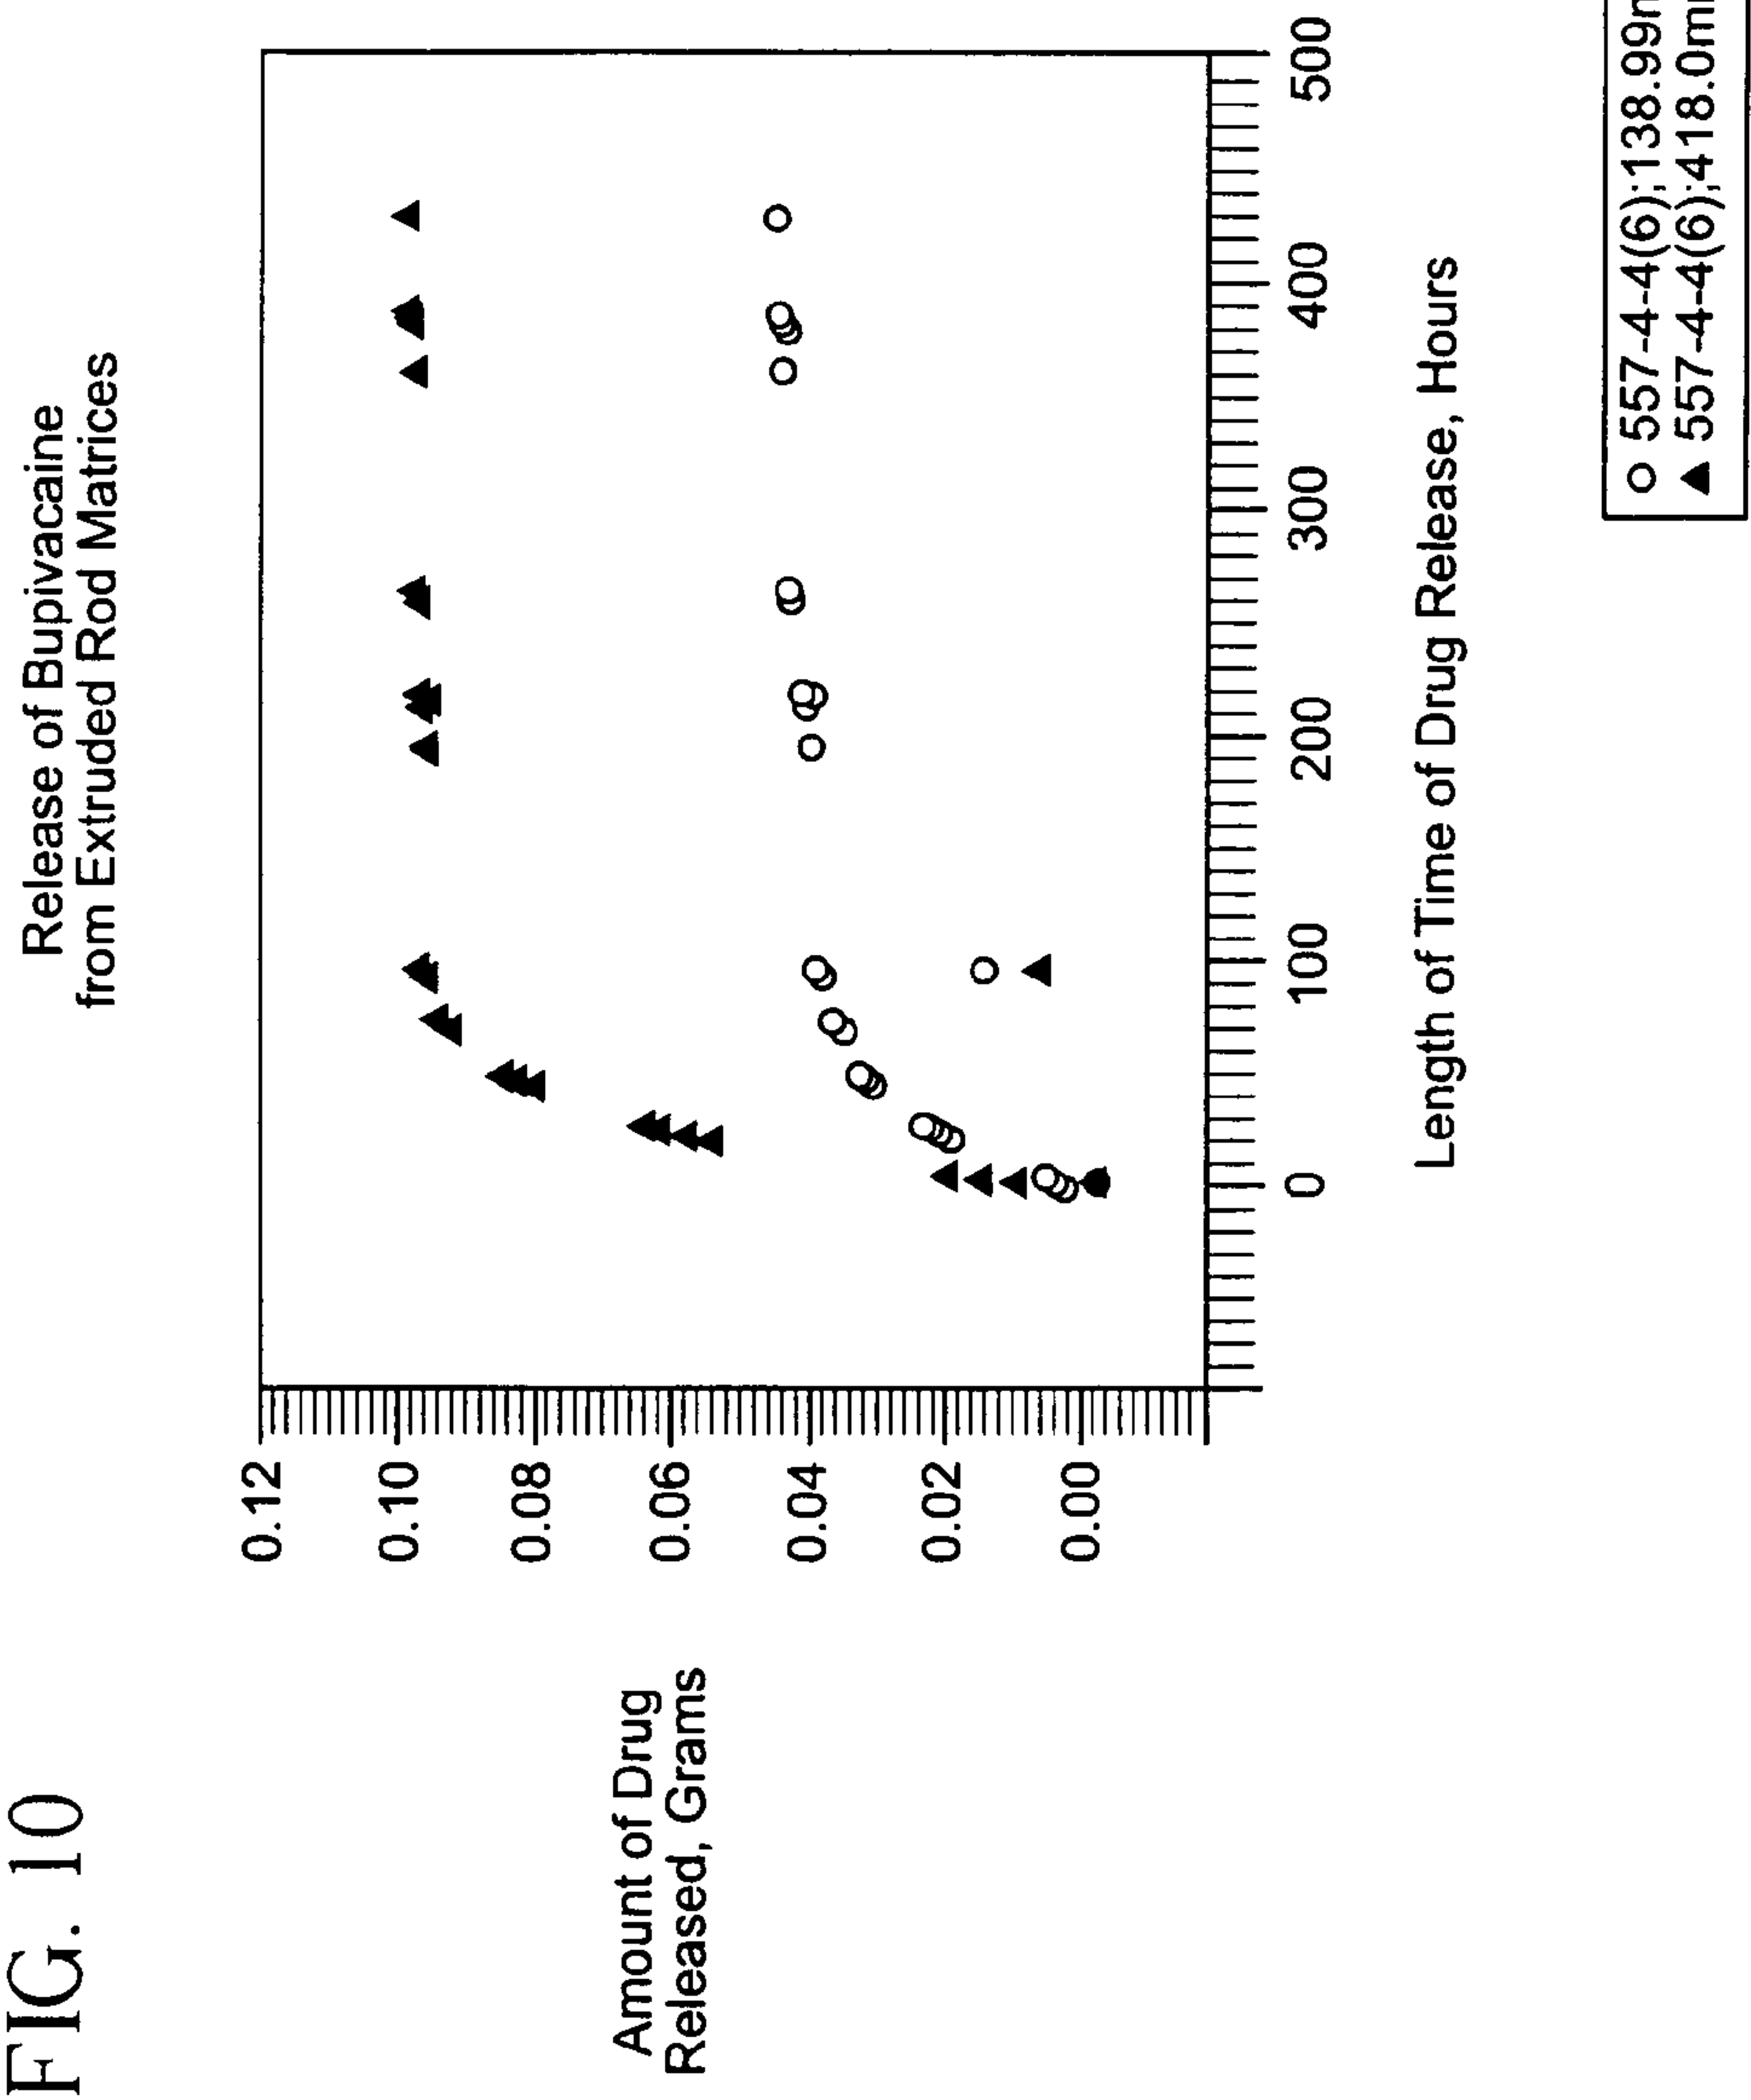 FIG. 10
Release of Bupivacaine
from Extruded Rod Matrices
Amount of Drug
Released, Grams
0.12
0.10
0.08
0.06
0.04
0.02
0.00
0
100
200
300
400
500
Length of Time of Drug Release, Hours
557-4-4(6);138.99
557-4-4(6);418.0